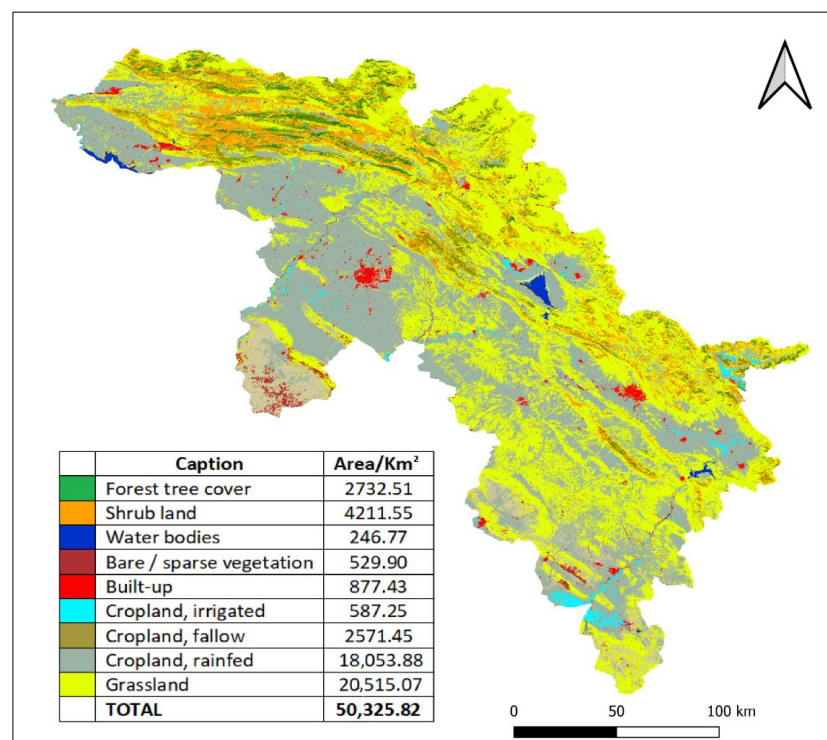 Caption Area/Km²
Forest tree cover 2732.51
Shrub land 4211.55
Water bodies 246.77
Bare / sparse vegetation 529.90
Built-up 877.43
Cropland, irrigated 587.25
Cropland, fallow 2571.45
Cropland, rainfed 18,053.88
Grassland 20,515.07
TOTAL 50,325.82
0 50 100 km